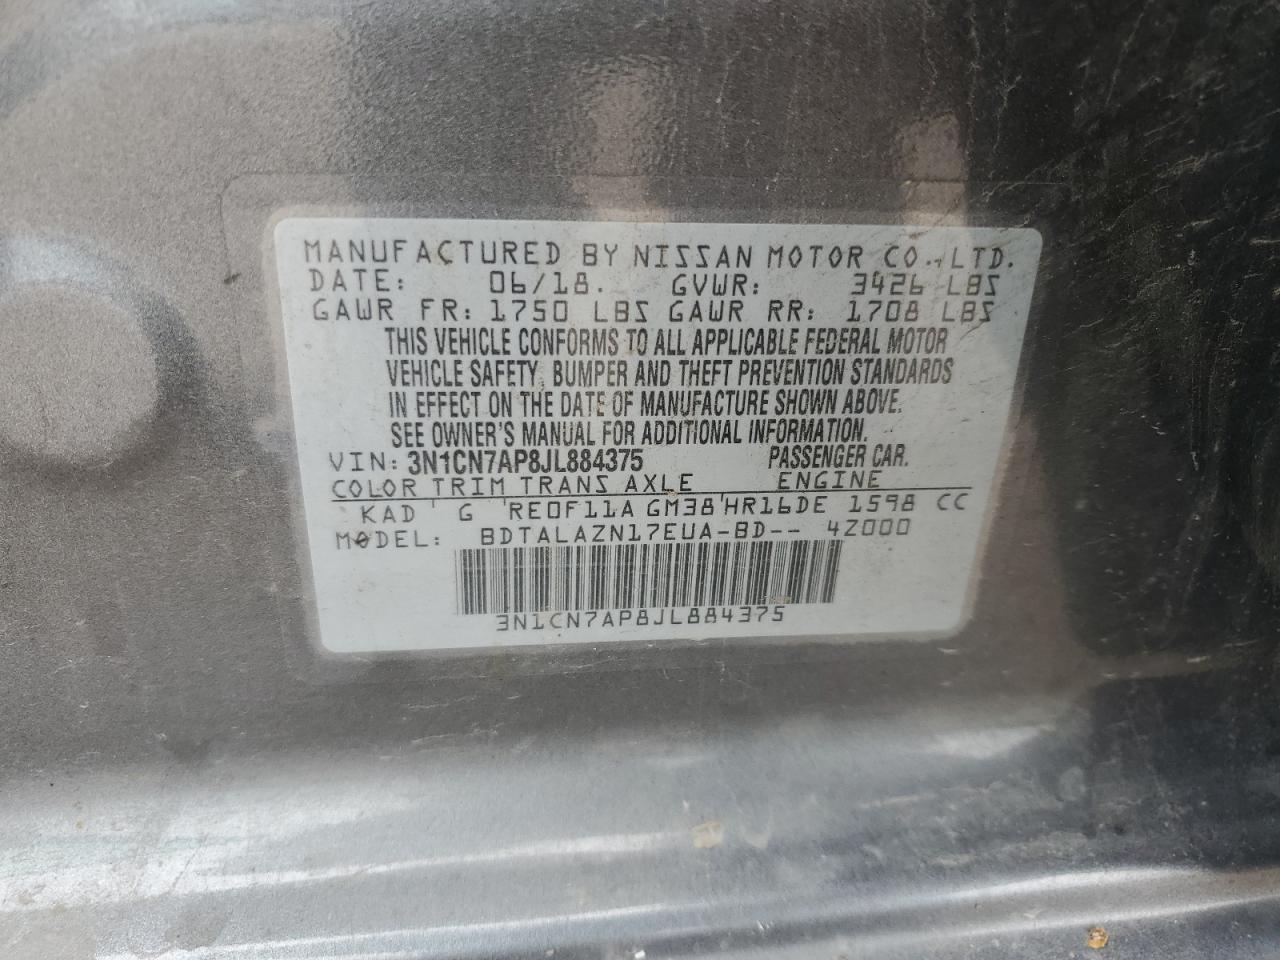 MANUFACTURED BY NISSAN MOTOR CO., LTD.
DATE: 06/18. GVWR: 3426 LBS
GAWR FR: 1750 LBS GAWR RR: 1708 LBS
THIS VEHICLE CONFORMS TO ALL APPLICABLE FEDERAL MOTOR
VEHICLE SAFETY, BUMPER AND THEFT PREVENTION STANDARDS
IN EFFECT ON THE DATE OF MANUFACTURE SHOWN ABOVE.
SEE OWNER'S MANUAL FOR ADDITIONAL INFORMATION.
VIN: 3N1CN7AP8JL884375 PASSENGER CAR.
COLOR TRIM TRANS AXLE ENGINE
KAD G RE0F11A GM38 HR16DE 1598 CC
MODEL: BDTALAZN17EUA-BD-- 4Z000
3N1CN7AP8JL884375